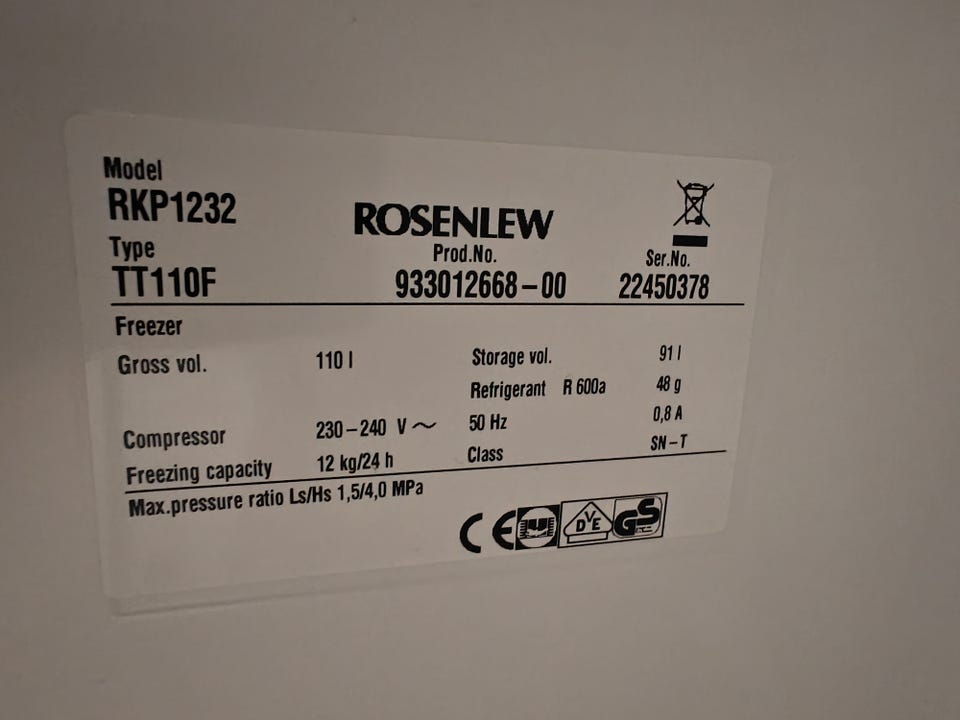 Model
RKP1232
ROSENLEW
Type
Prod.No.
Ser.No.
TT110F
933012668-00
22450378
Freezer
Gross vol. 110 l
Storage vol. 91 l
Refrigerant R 600a 48 g
Compressor 230-240 V ~ 50 Hz 0,8 A
Freezing capacity 12 kg/24 h
Class SN-T
Max.pressure ratio Ls/Hs 1,5/4,0 MPa
CE DVE GS